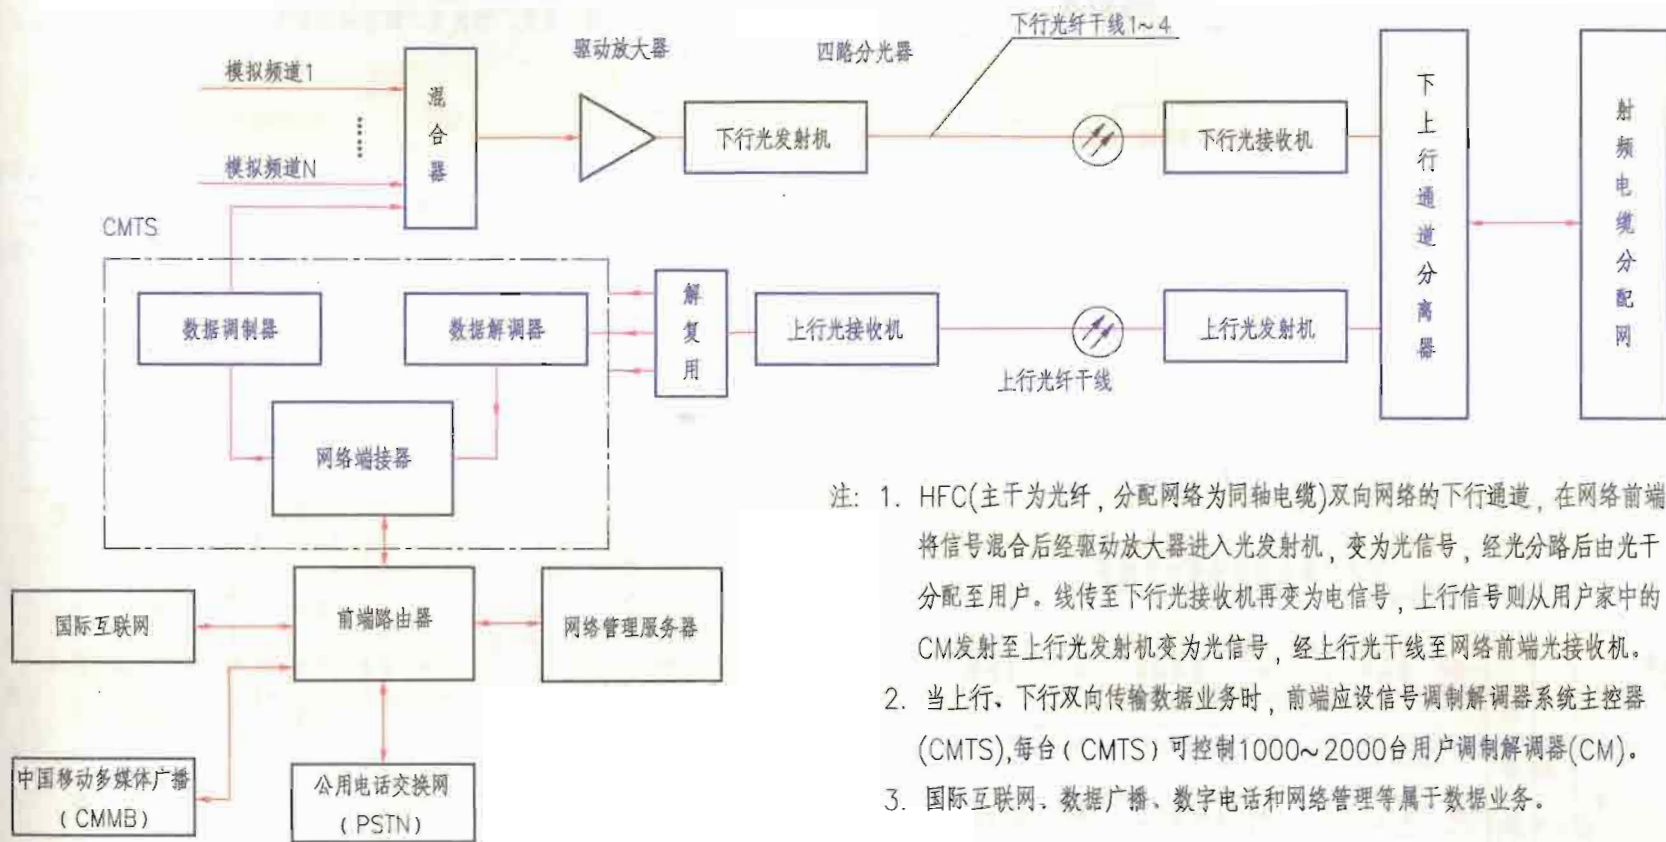 下行光纤干线1~4
驱动放大器
四路分光器
模拟频道1
混合器
下行光发射机
下行光接收机
下上行通道分离器
射频电缆分配网
模拟频道N
CMTS
数据调制器
数据解调器
解复用
上行光接收机
上行光发射机
上行光纤干线
网络端接器
国际互联网
前端路由器
网络管理服务器
中国移动多媒体广播
(CMMB)
公用电话交换网
(PSTN)
注: 1. HFC(主干为光纤,分配网络为同轴电缆)双向网络的下行通道,在网络前端
将信号混合后经驱动放大器进入光发射机,变为光信号,经光分路后由光干
分配至用户。线传至下行光接收机再变为电信号,上行信号则从用户家中的
CM发射至上行光发射机变为光信号,经上行光干线至网络前端光接收机。
2. 当上行、下行双向传输数据业务时,前端应设信号调制解调器系统主控器
(CMTS),每台(CMTS)可控制1000~2000台用户调制解调器(CM)。
3. 国际互联网、数据广播、数字电话和网络管理等属于数据业务。